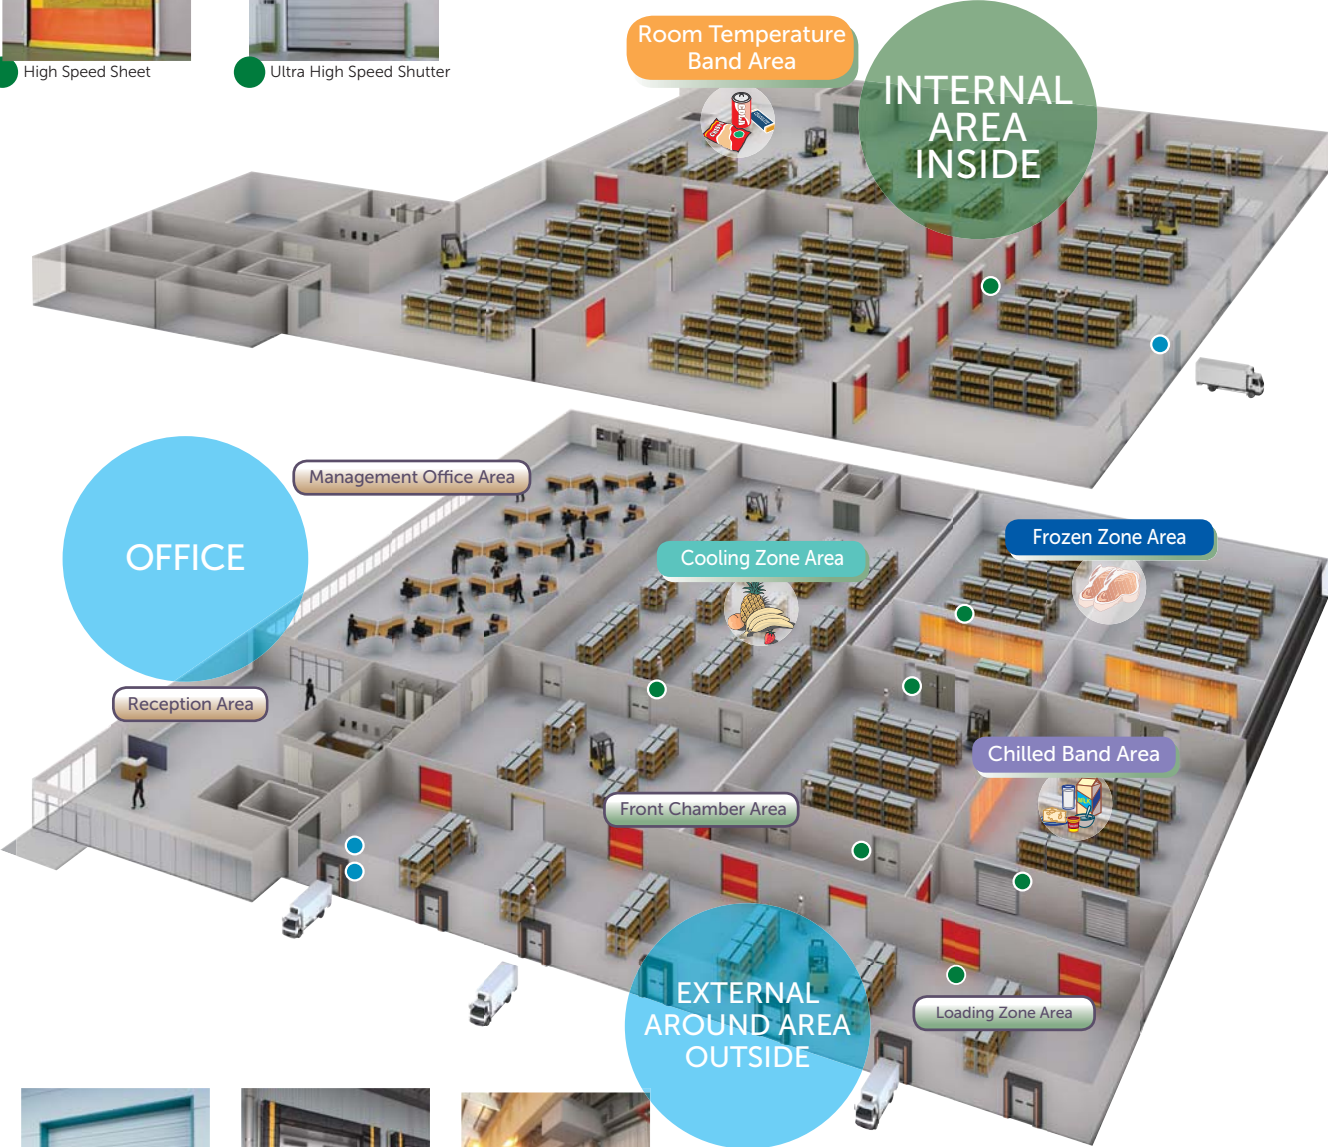 High Speed Sheet
Ultra High Speed Shutter
Room Temperature
Band Area
INTERNAL
AREA
INSIDE
Management Office Area
OFFICE
Cooling Zone Area
Frozen Zone Area
Reception Area
Chilled Band Area
MILK
Front Chamber Area
EXTERNAL
AROUND AREA
OUTSIDE
Loading Zone Area